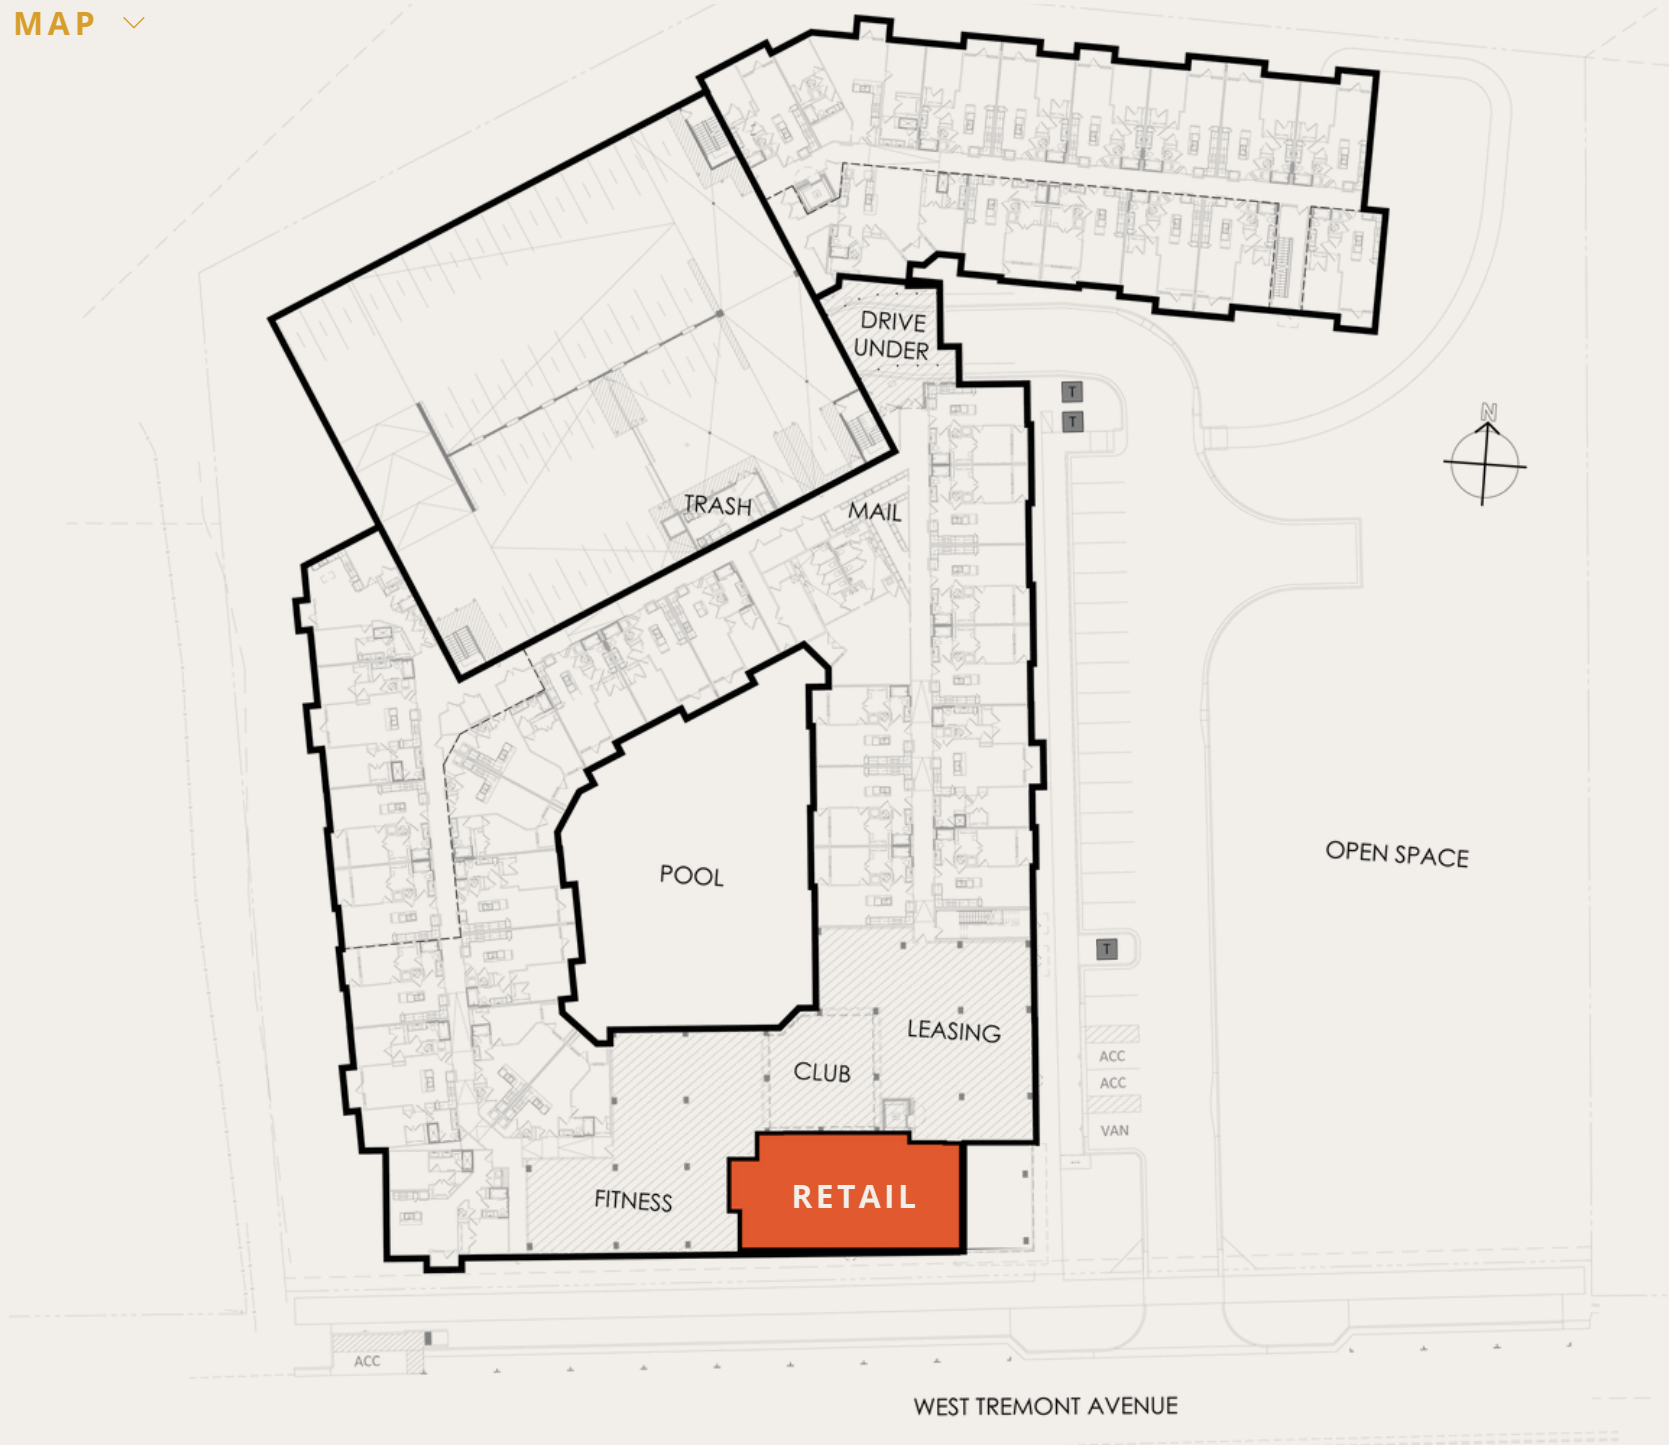 MAP
DRIVE
UNDER
T
T
N
TRASH
MAIL
OPEN SPACE
POOL
T
LEASING
ACC
CLUB
ACC
VAN
RETAIL
FITNESS
ACC
WEST TREMONT AVENUE